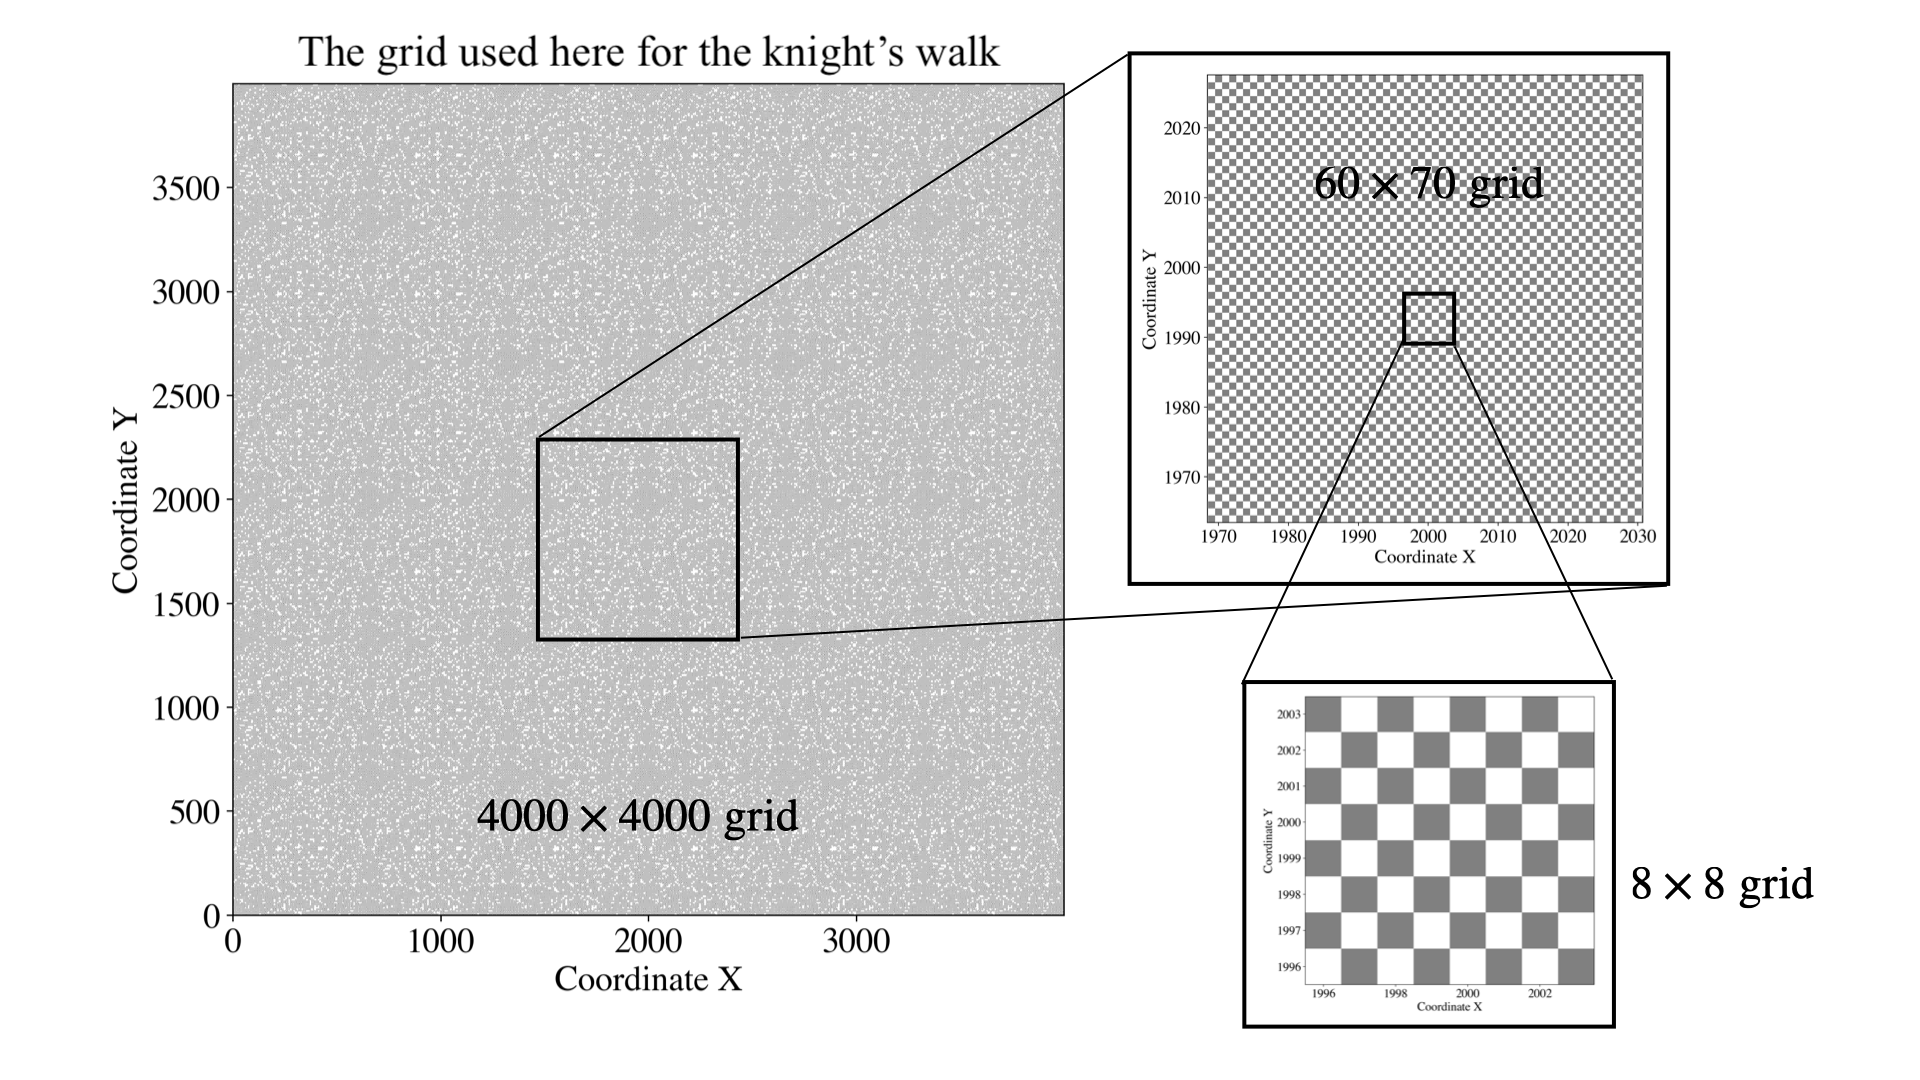 The grid used here for the knight’s walk
Coordinate Y
3500
3000
2500
2000
1500
1000
500
0
0 1000 2000 3000
Coordinate X
4000 × 4000 grid
60 × 70 grid
Coordinate Y
2020
2010
2000
1990
1980
1970
1970 1980 1990 2000 2010 2020 2030
Coordinate X
Coordinate Y
2003
2002
2001
2000
1999
1998
1997
1996
1996 1998 2000 2002
Coordinate X
8 × 8 grid